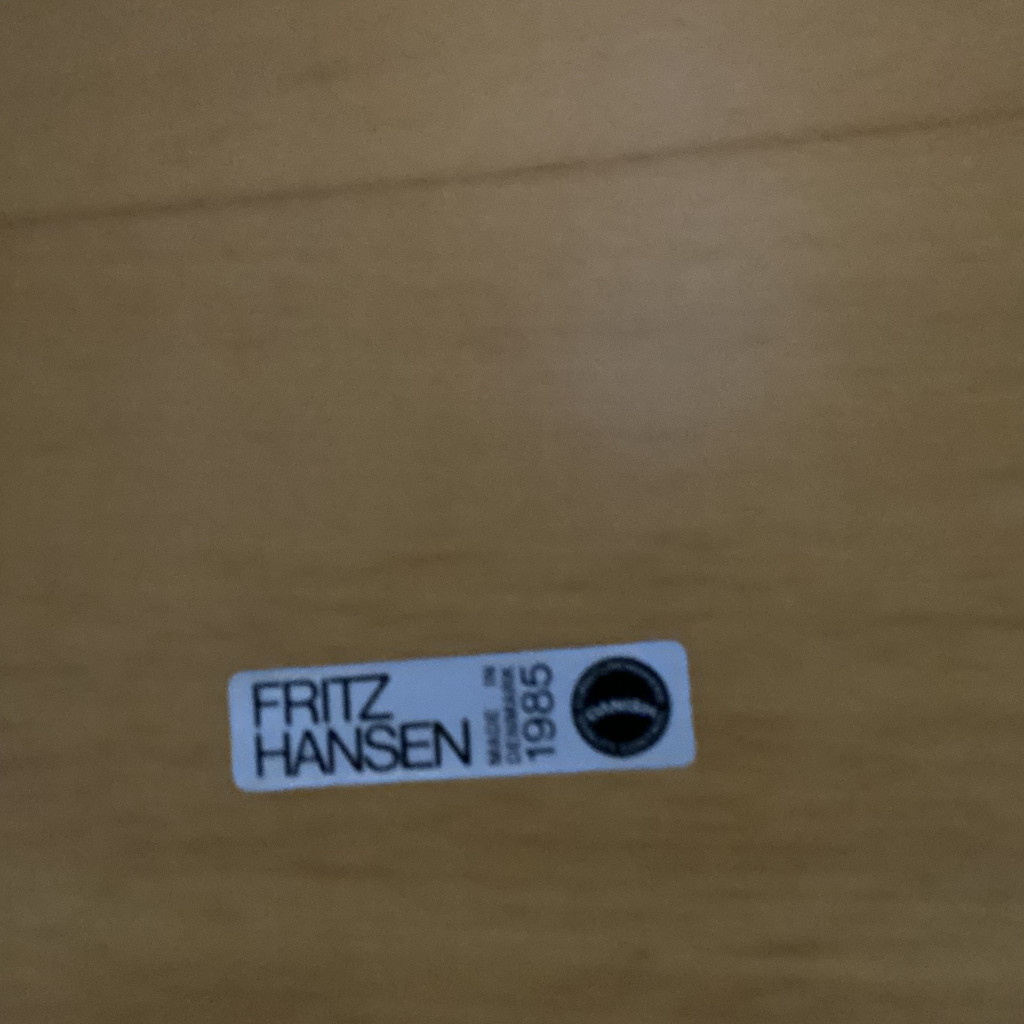 FRITZ
HANSEN
MADE IN
DENMARK
1985